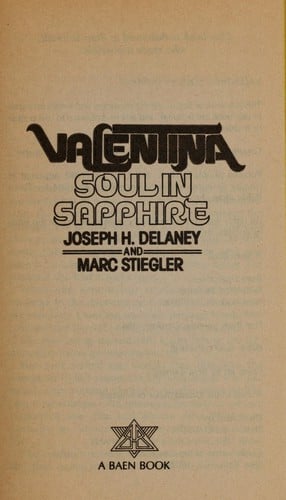 VALENTINA
SOUL IN
SAPPHIRE
JOSEPH H. DELANEY
AND
MARC STIEGLER
A BAEN BOOK